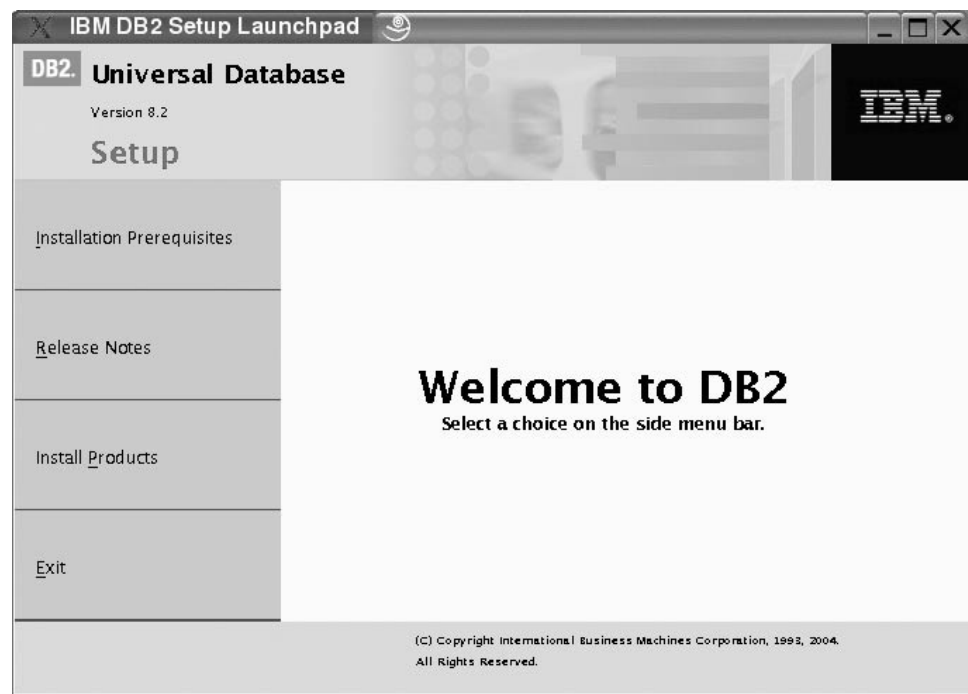 IBM DB2 Setup Launchpad
DB2. Universal Database
Version 8.2
Setup
IBM.
Installation Prerequisites
Release Notes
Install Products
Exit
Welcome to DB2
Select a choice on the side menu bar.
(C) Copyright International Business Machines Corporation, 1993, 2004.
All Rights Reserved.